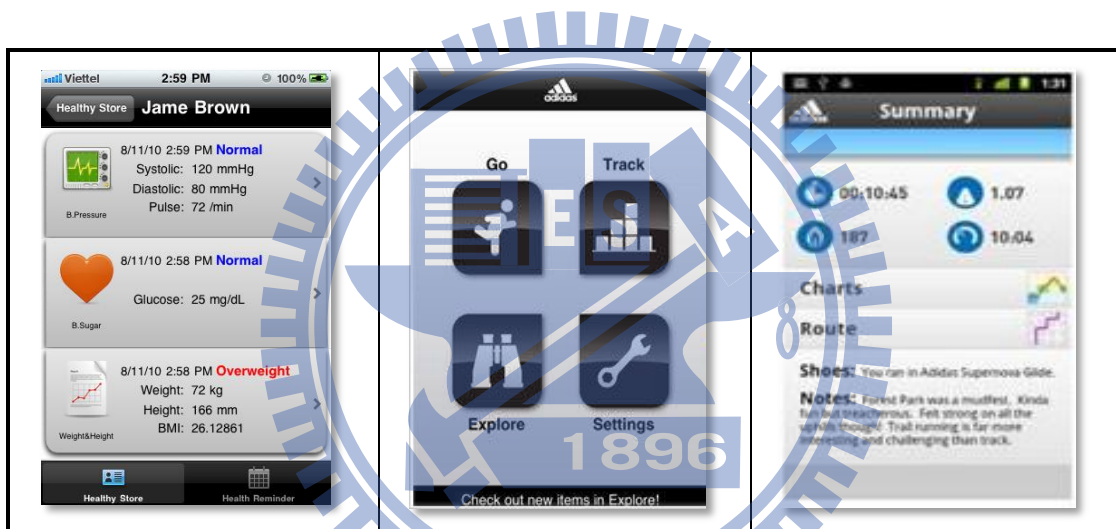 Viettel 2:59 PM 100%
Healthy Store Jame Brown
8/11/10 2:59 PM Normal
Systolic: 120 mmHg
Diastolic: 80 mmHg
Pulse: 72 /min
B.Pressure
8/11/10 2:58 PM Normal
Glucose: 25 mg/dL
B.Sugar
8/11/10 2:58 PM Overweight
Weight: 72 kg
Height: 166 mm
BMI: 26.12861
Weight&Height
Healthy Store Health Reminder
adidas
Go Track
Explore Settings
Check out new items in Explore!
1:31
Summary
00:10:45 1.07
187 10:04
Charts
Route
Shoes: You ran in Adidas Supernova Glide.
Notes: Forest Park was a mudfest. Kinda
fun but treacherous. Felt strong on all the
uphills though! Trail running is far more
interesting and challenging than track.
E S A
8
1896